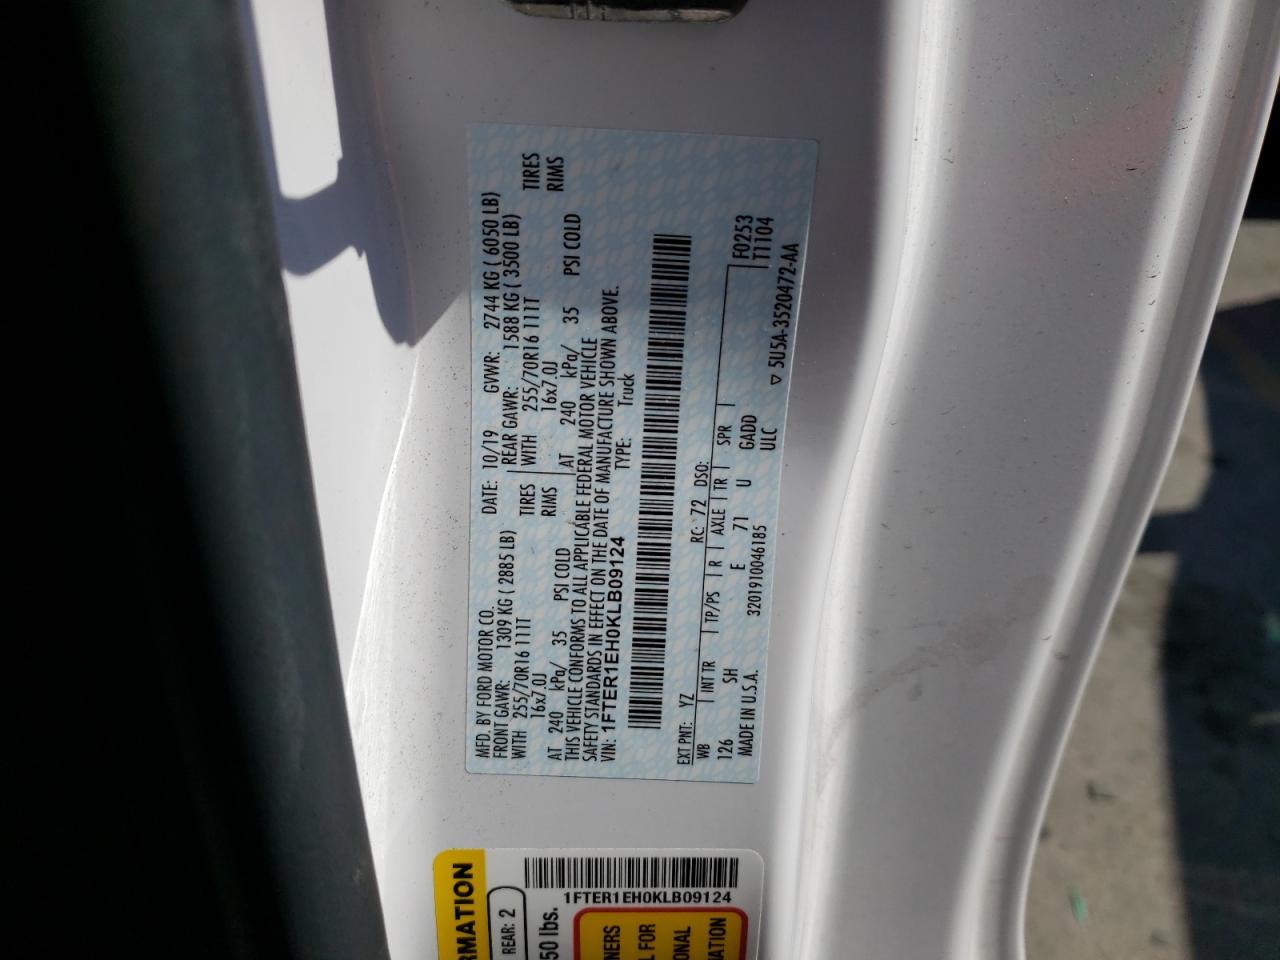 MFD. BY FORD MOTOR CO. DATE: 10/19 GVWR: 2744 KG ( 6050 LB)
FRONT GAWR: 1309 KG ( 2885 LB) REAR GAWR: 1588 KG ( 3500 LB)
WITH 255/70R16 111T TIRES WITH 255/70R16 111T TIRES
16x7.0J RIMS 16x7.0J RIMS
AT 240 kPa/ 35 PSI COLD AT 240 kPa/ 35 PSI COLD
THIS VEHICLE CONFORMS TO ALL APPLICABLE FEDERAL MOTOR VEHICLE
SAFETY STANDARDS IN EFFECT ON THE DATE OF MANUFACTURE SHOWN ABOVE.
VIN: 1FTER1EH0KLB09124 TYPE: Truck
EXT PNT: YZ RC: 72 DSO:
WB INT TR TP/PS R AXLE TR SPR F0253
126 SH E 71 U GADD T1104
MADE IN U.S.A. 3201910046185 ULC
▽ 5U5A-3520472-AA
RMATION
REAR: 2
50 lbs.
1FTER1EH0KLB09124
NERS
L FOR
ONAL
ATION